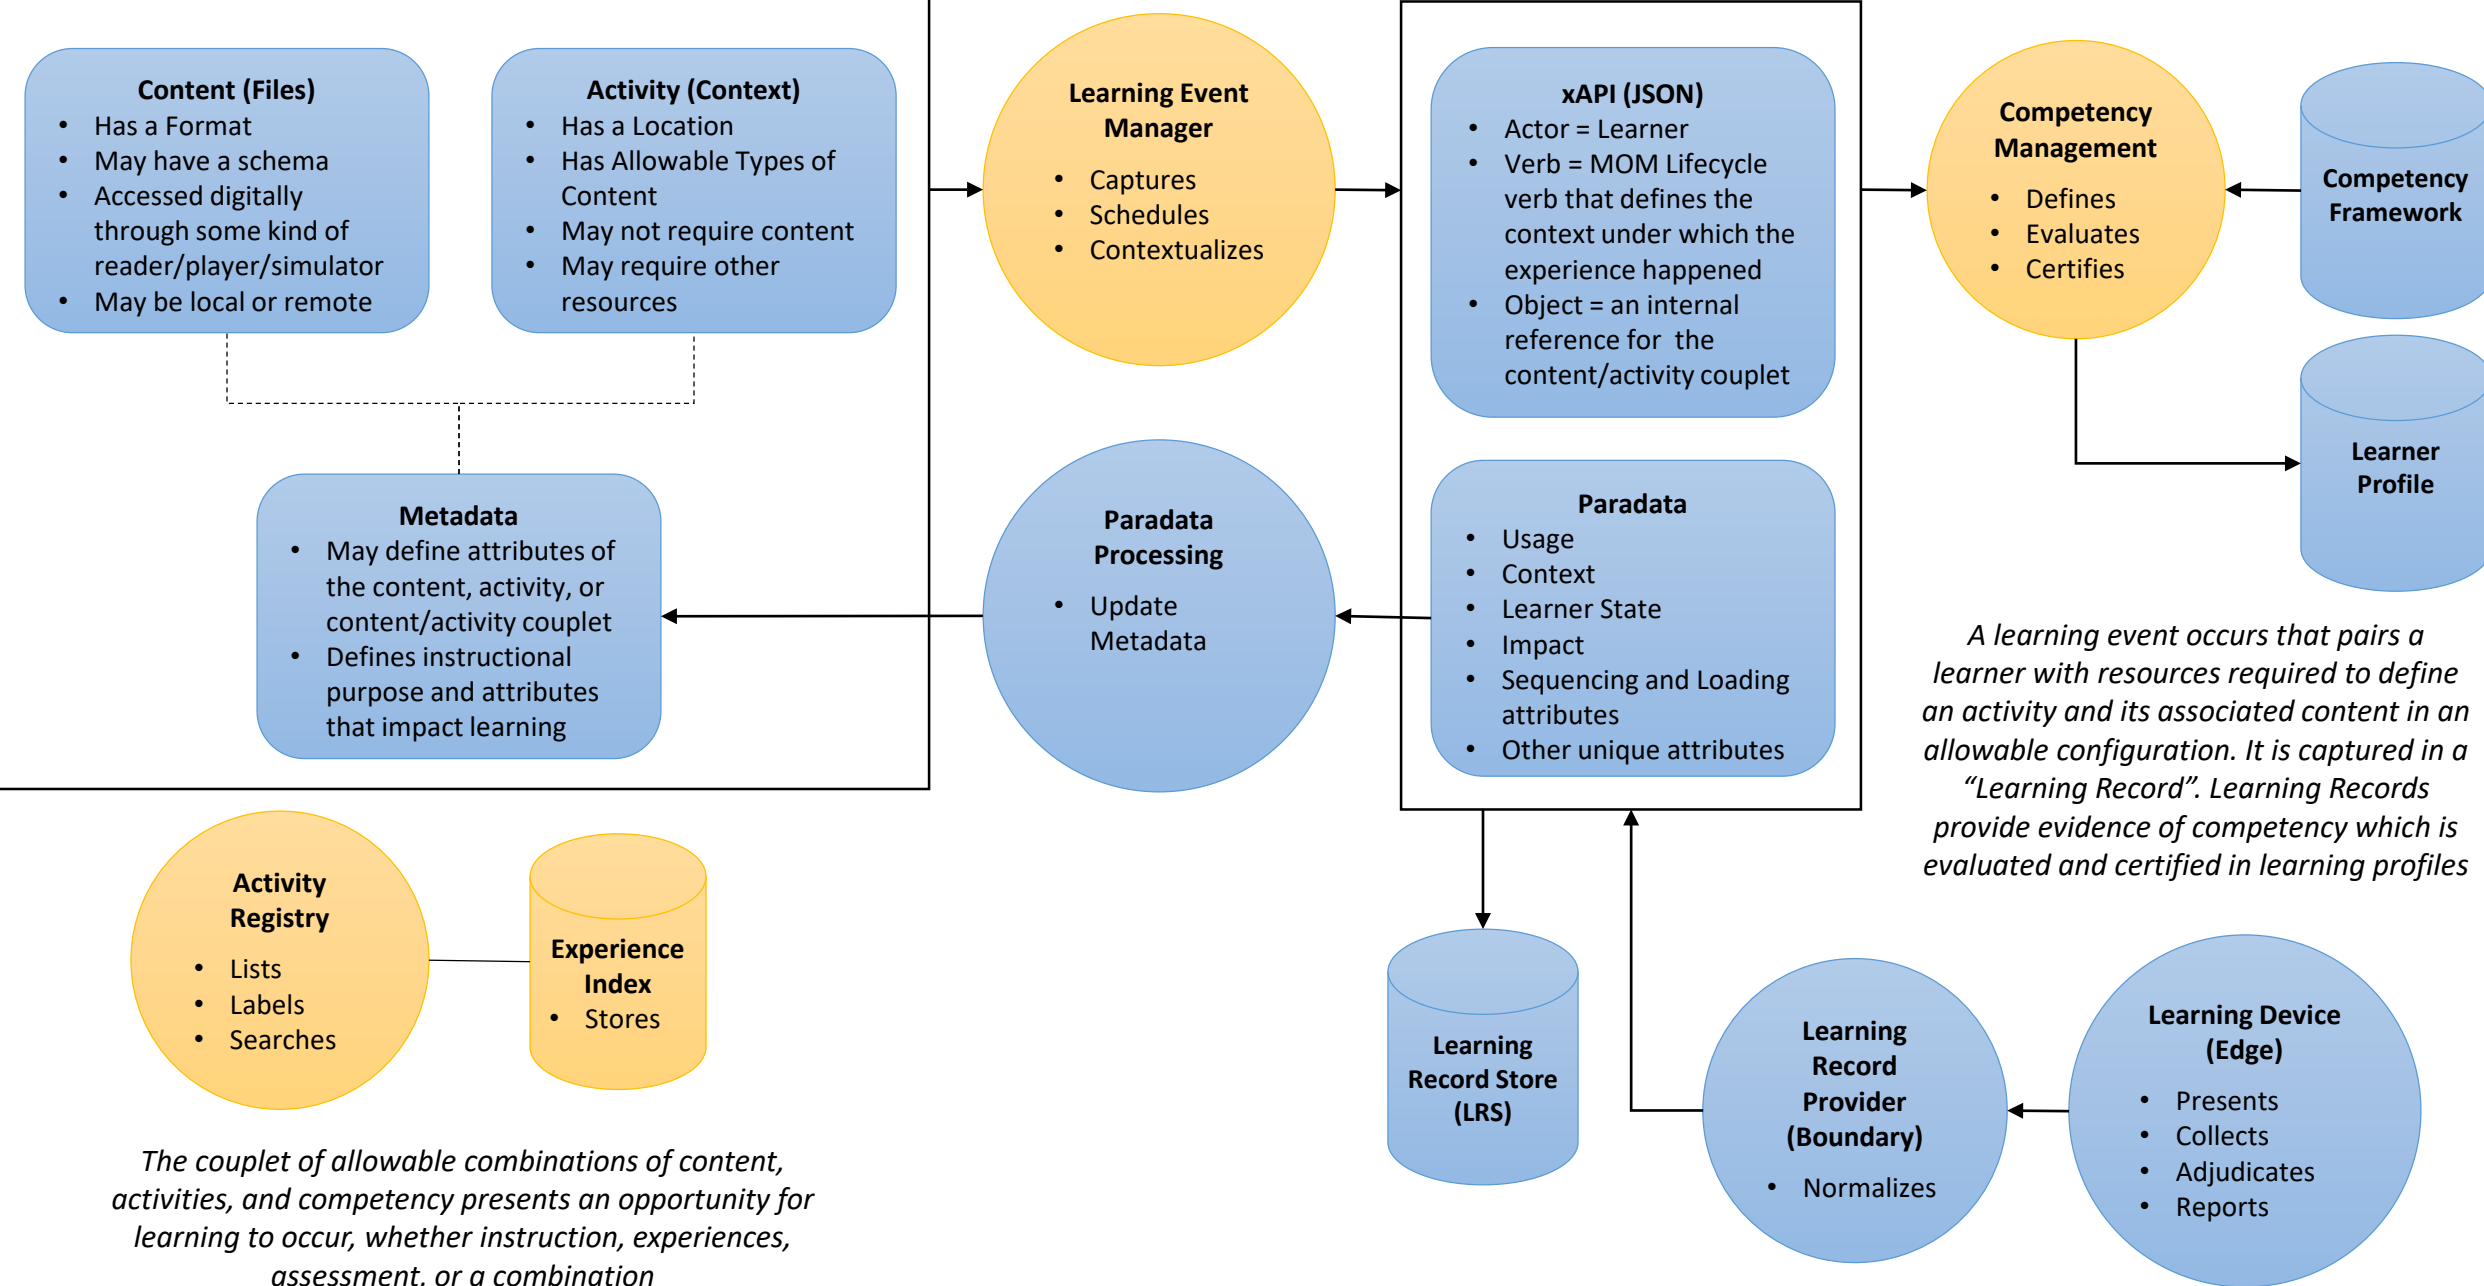 Content (Files)
• Has a Format
• May have a schema
• Accessed digitally
through some kind of
reader/player/simulator
• May be local or remote
Activity (Context)
• Has a Location
• Has Allowable Types of
Content
• May not require content
• May require other
resources
Metadata
• May define attributes of
the content, activity, or
content/activity couplet
• Defines instructional
purpose and attributes
that impact learning
Learning Event
Manager
• Captures
• Schedules
• Contextualizes
Paradata
Processing
• Update
Metadata
xAPI (JSON)
• Actor = Learner
• Verb = MOM Lifecycle
verb that defines the
context under which the
experience happened
• Object = an internal
reference for the
content/activity couplet
Paradata
• Usage
• Context
• Learner State
• Impact
• Sequencing and Loading
attributes
• Other unique attributes
Competency
Management
• Defines
• Evaluates
• Certifies
Competency
Framework
Learner
Profile
A learning event occurs that pairs a
learner with resources required to define
an activity and its associated content in an
allowable configuration. It is captured in a
“Learning Record”. Learning Records
provide evidence of competency which is
evaluated and certified in learning profiles
Activity
Registry
• Lists
• Labels
• Searches
Experience
Index
• Stores
The couplet of allowable combinations of content,
activities, and competency presents an opportunity for
learning to occur, whether instruction, experiences,
assessment, or a combination
Learning
Record Store
(LRS)
Learning
Record
Provider
(Boundary)
• Normalizes
Learning Device
(Edge)
• Presents
• Collects
• Adjudicates
• Reports